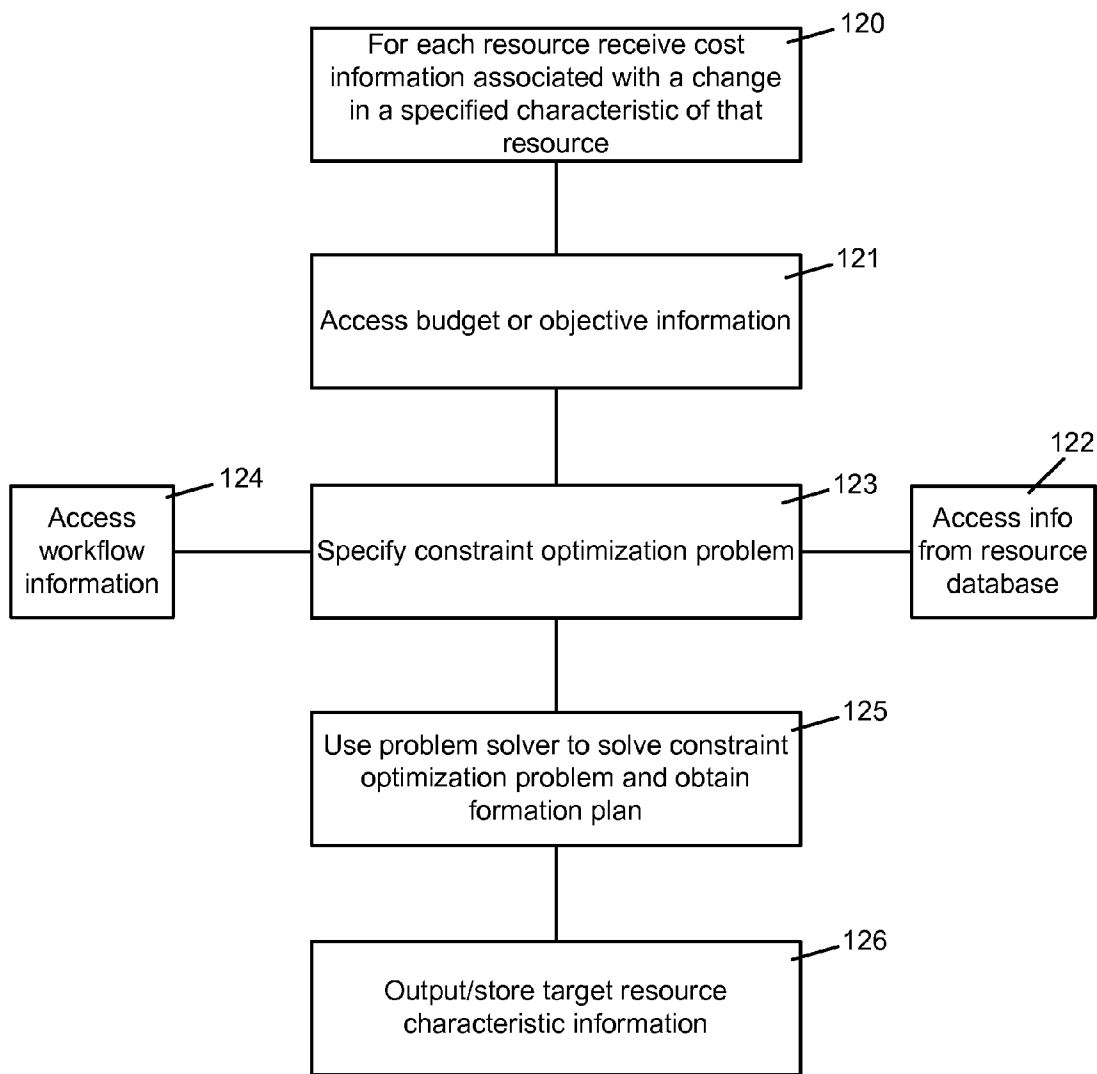 120
For each resource receive cost
information associated with a change
in a specified characteristic of that
resource
121
Access budget or objective information
122
124
123
Access
workflow
information
Specify constraint optimization problem
Access info
from resource
database
125
Use problem solver to solve constraint
optimization problem and obtain
formation plan
126
Output/store target resource
characteristic information